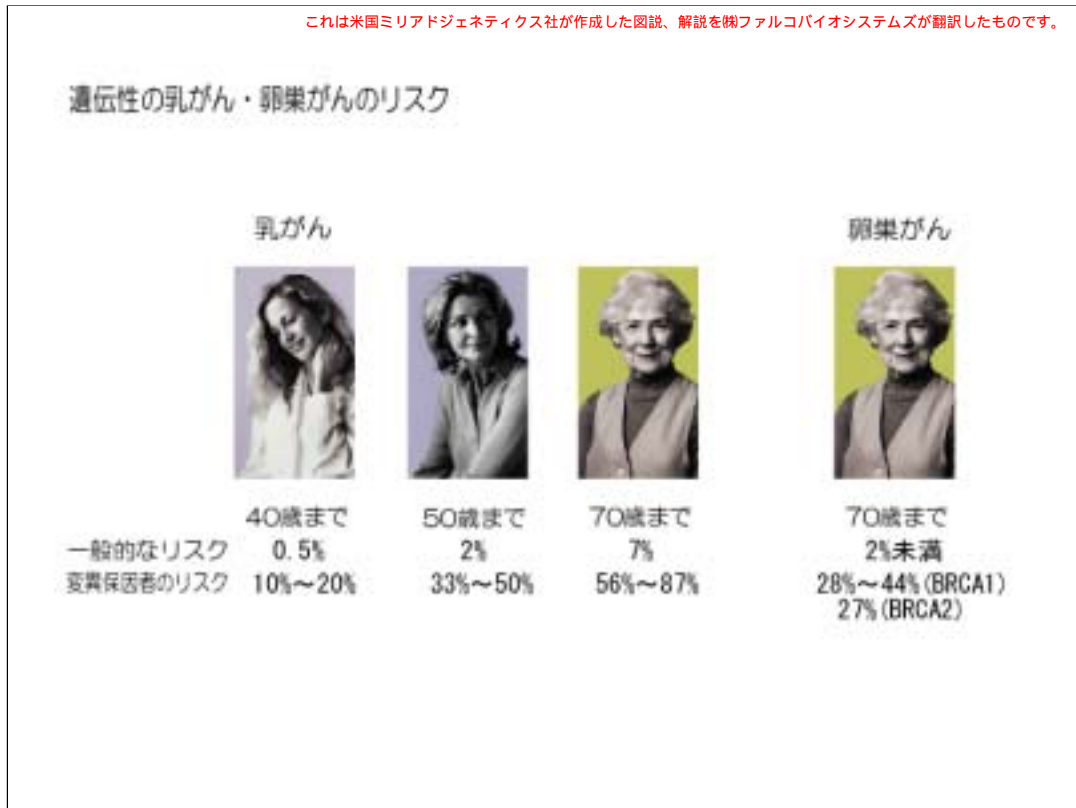 これは米国ミリアドジェネティクス社が作成した図説、解説を㈱ファルコバイオシステムズが翻訳したものです。
遺伝性の乳がん・卵巣がんのリスク
乳がん 卵巣がん
40歳まで 50歳まで 70歳まで 70歳まで
一般的なリスク 0.5% 2% 7% 2%未満
変異保因者のリスク 10%～20% 33%～50% 56%～87% 28%～44%(BRCA1)
27%(BRCA2)